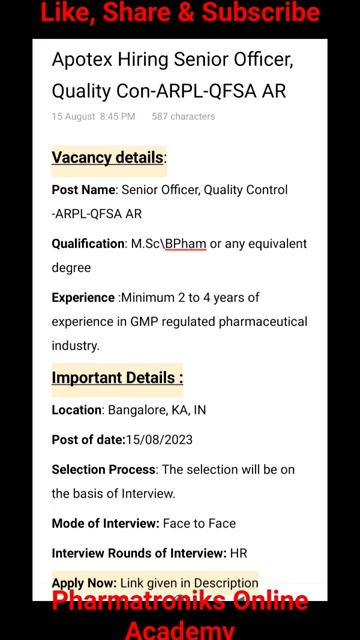 Like, Share & Subscribe
Apotex Hiring Senior Officer,
Quality Con-ARPL-QFSA AR
15 August 8:45 PM 587 characters
Vacancy details:
Post Name: Senior Officer, Quality Control
-ARPL-QFSA AR
Qualification: M.Sc\BPham or any equivalent
degree
Experience :Minimum 2 to 4 years of
experience in GMP regulated pharmaceutical
industry.
Important Details :
Location: Bangalore, KA, IN
Post of date:15/08/2023
Selection Process: The selection will be on
the basis of Interview.
Mode of Interview: Face to Face
Interview Rounds of Interview: HR
Apply Now: Link given in Description
Pharmatroniks Online
Academy